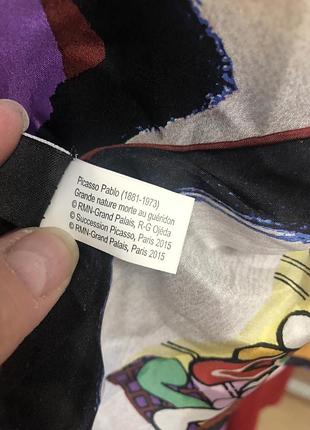 Picasso Pablo (1881-1973)
Grande nature morte au guéridon
© RMN-Grand Palais, R-G Ojéda
© Succession Picasso, Paris 2015
© RMN-Grand Palais, Paris 2015